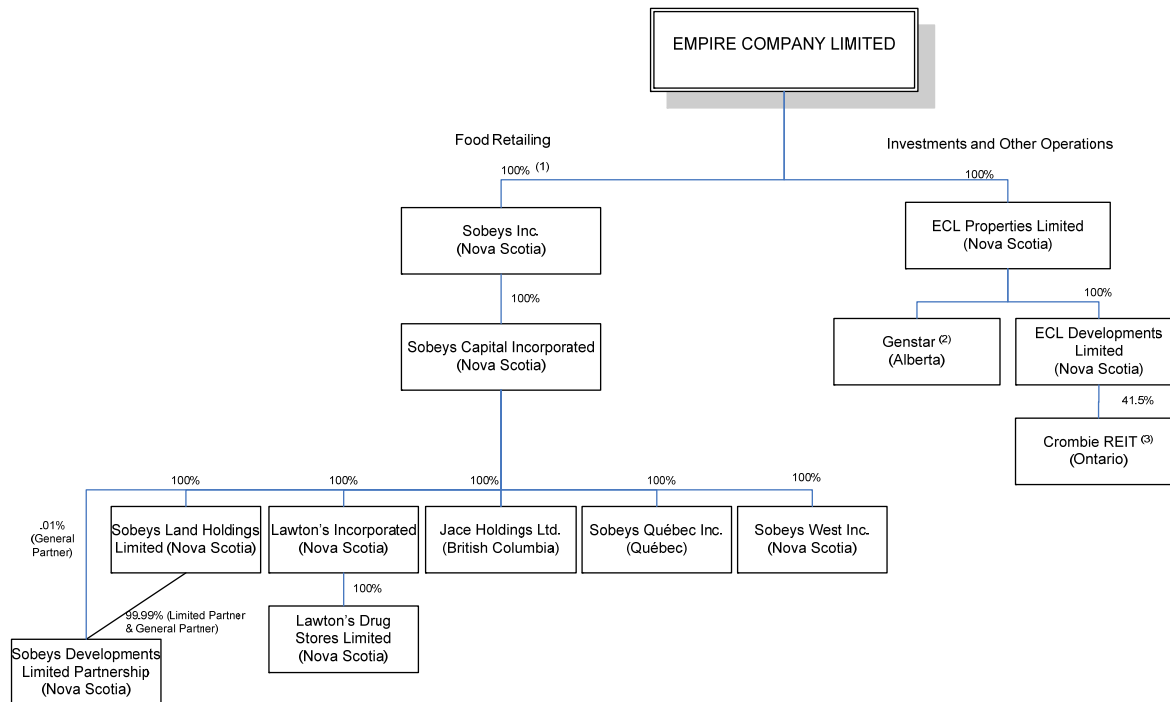 EMPIRE COMPANY LIMITED
Food Retailing
Investments and Other Operations
100% (1)
100%
Sobeys Inc.
(Nova Scotia)
ECL Properties Limited
(Nova Scotia)
100%
100%
Sobeys Capital Incorporated
(Nova Scotia)
Genstar (2)
(Alberta)
ECL Developments
Limited
(Nova Scotia)
41.5%
Crombie REIT (3)
(Ontario)
100%
100%
100%
100%
100%
.01%
(General
Partner)
Sobeys Land Holdings
Limited (Nova Scotia)
Lawton's Incorporated
(Nova Scotia)
Jace Holdings Ltd.
(British Columbia)
Sobeys Québec Inc.
(Québec)
Sobeys West Inc.
(Nova Scotia)
99.99% (Limited Partner
& General Partner)
100%
Sobeys Developments
Limited Partnership
(Nova Scotia)
Lawton's Drug
Stores Limited
(Nova Scotia)